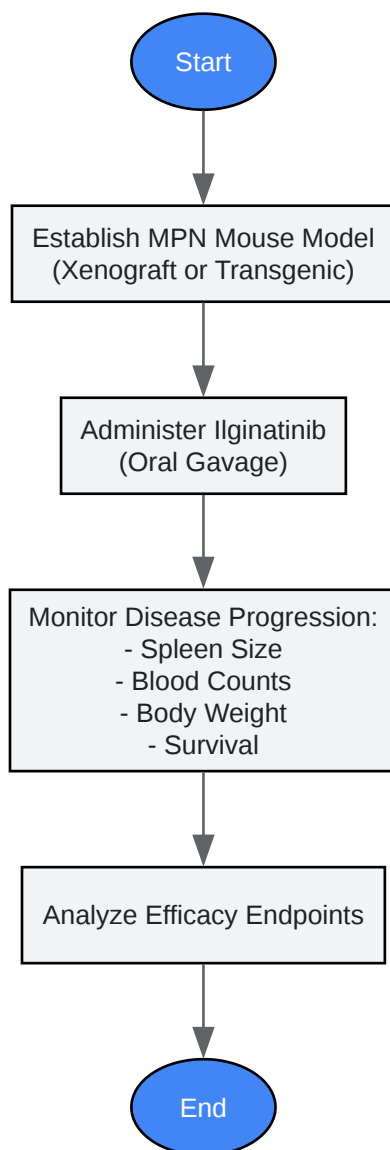 Start
Establish MPN Mouse Model
(Xenograft or Transgenic)
Administer Ilginatinib
(Oral Gavage)
Monitor Disease Progression:
- Spleen Size
- Blood Counts
- Body Weight
- Survival
Analyze Efficacy Endpoints
End